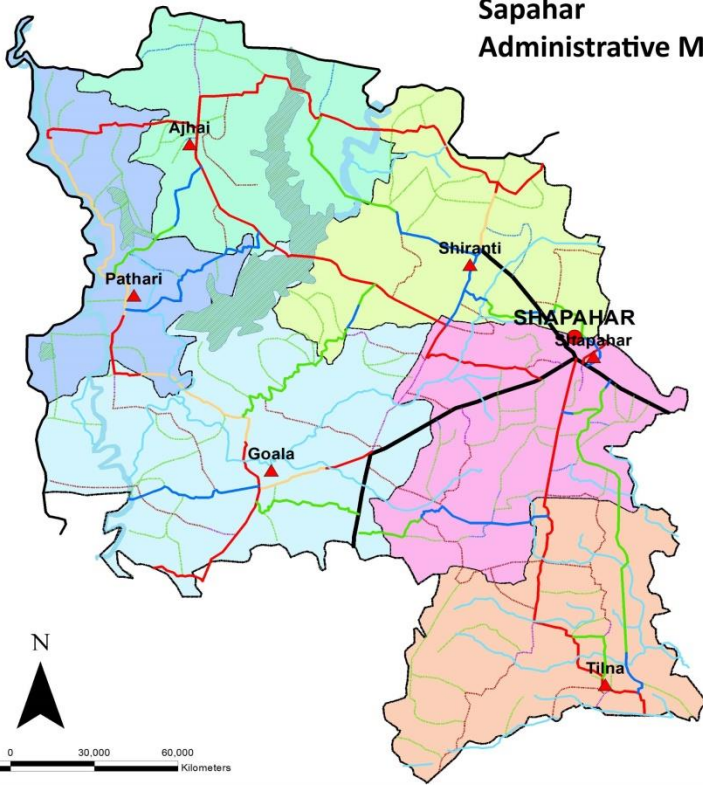 Sapahar
Administrative M
Ajhai
Shiranti
Pathari
SHAPAHAR
Shapahar
Goala
Tilna
N
0 30,000 60,000
Kilometers